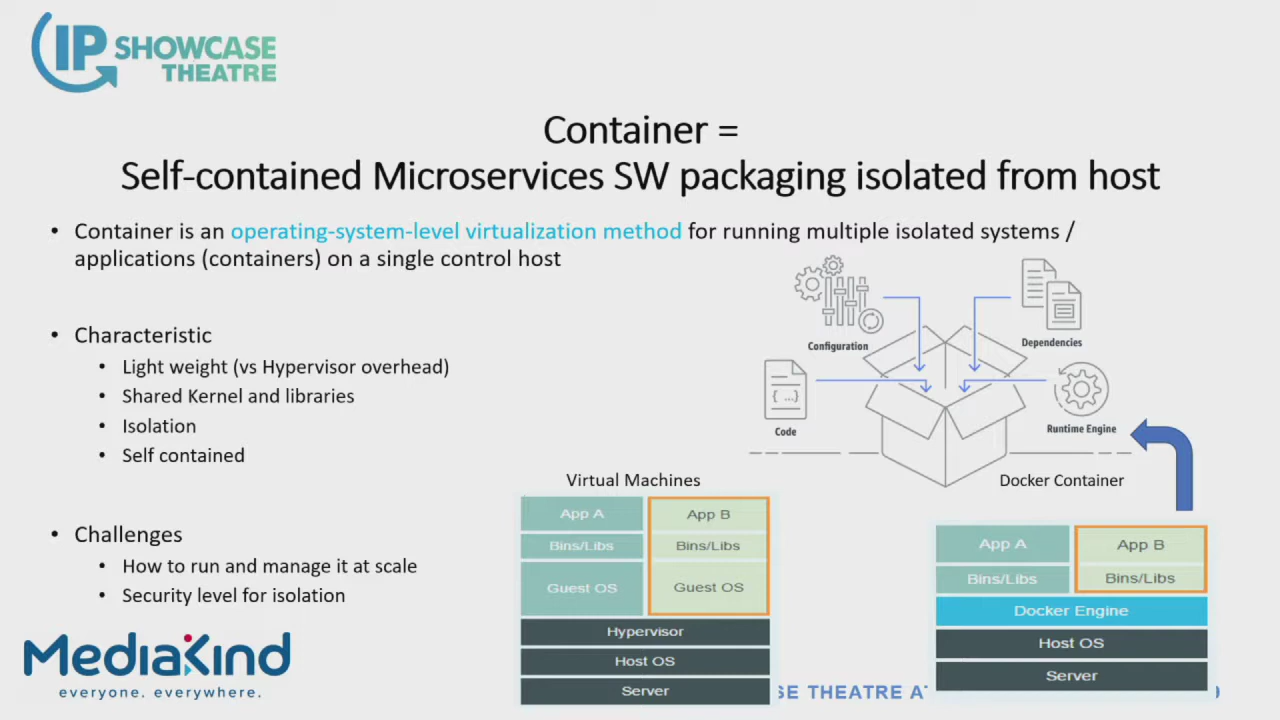 IP SHOWCASE
THEATRE
Container =
Self-contained Microservices SW packaging isolated from host
• Container is an operating-system-level virtualization method for running multiple isolated systems /
applications (containers) on a single control host
• Characteristic
• Light weight (vs Hypervisor overhead)
• Shared Kernel and libraries
• Isolation
• Self contained
• Challenges
• How to run and manage it at scale
• Security level for isolation
Configuration
Dependencies
{ ... }
Code
Runtime Engine
Virtual Machines
App A
App B
Bins/Libs
Bins/Libs
Guest OS
Guest OS
Hypervisor
Host OS
Server
Docker Container
App A
App B
Bins/Libs
Bins/Libs
Docker Engine
Host OS
Server
MediaKind
everyone. everywhere.
THEATRE